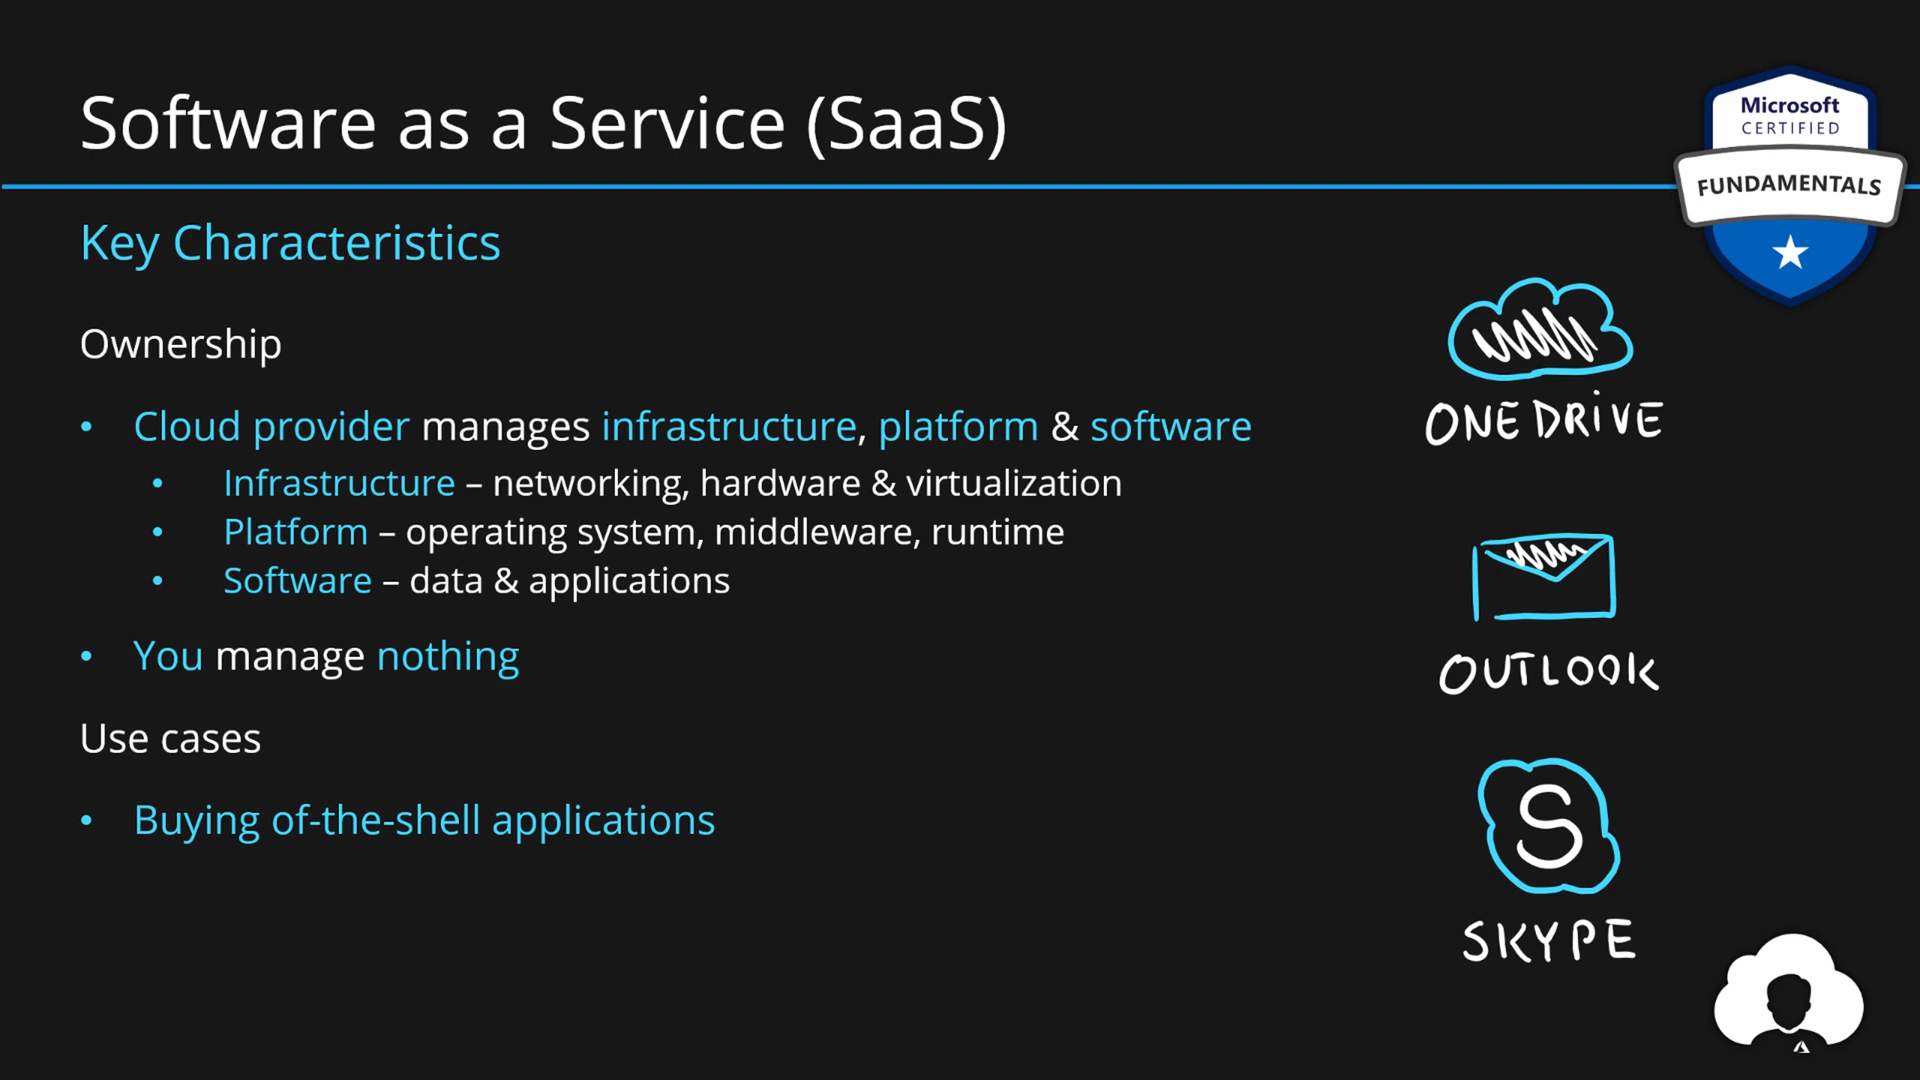 Software as a Service (SaaS)
Microsoft
CERTIFIED
FUNDAMENTALS
Key Characteristics
Ownership
• Cloud provider manages infrastructure, platform & software
• Infrastructure – networking, hardware & virtualization
• Platform – operating system, middleware, runtime
• Software – data & applications
• You manage nothing
Use cases
• Buying of-the-shell applications
ONEDRiVE
OUTLOOK
S
SKYPE